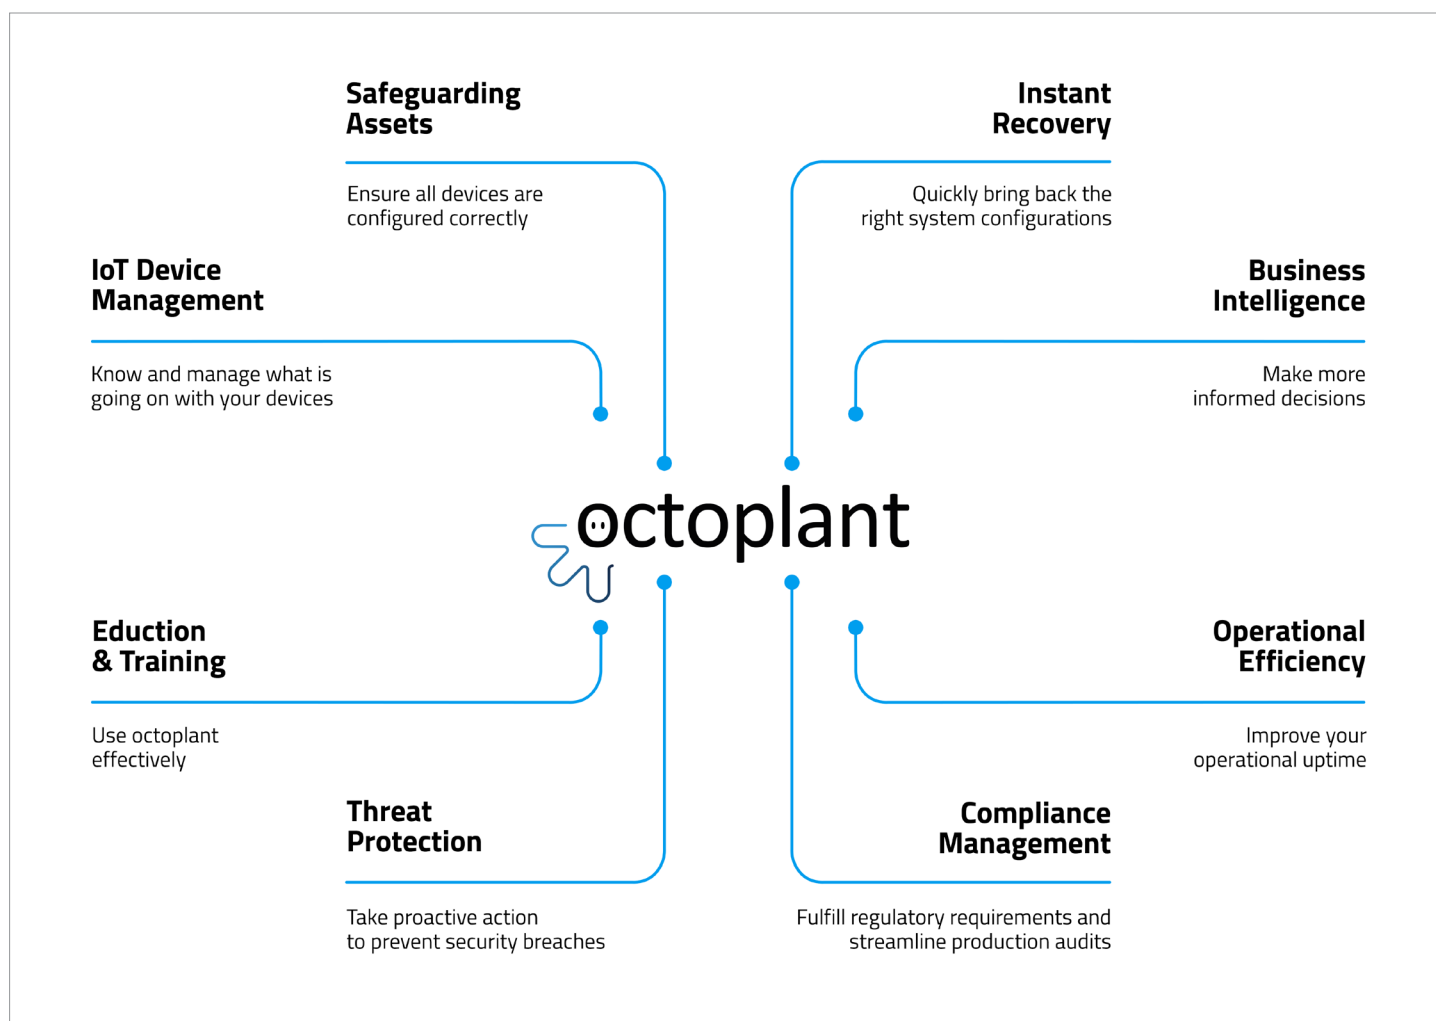 Safeguarding
Assets
Ensure all devices are
configured correctly
Instant
Recovery
Quickly bring back the
right system configurations
IoT Device
Management
Know and manage what is
going on with your devices
Business
Intelligence
Make more
informed decisions
octoplant
Eduction
& Training
Use octoplant
effectively
Operational
Efficiency
Improve your
operational uptime
Threat
Protection
Take proactive action
to prevent security breaches
Compliance
Management
Fulfill regulatory requirements and
streamline production audits